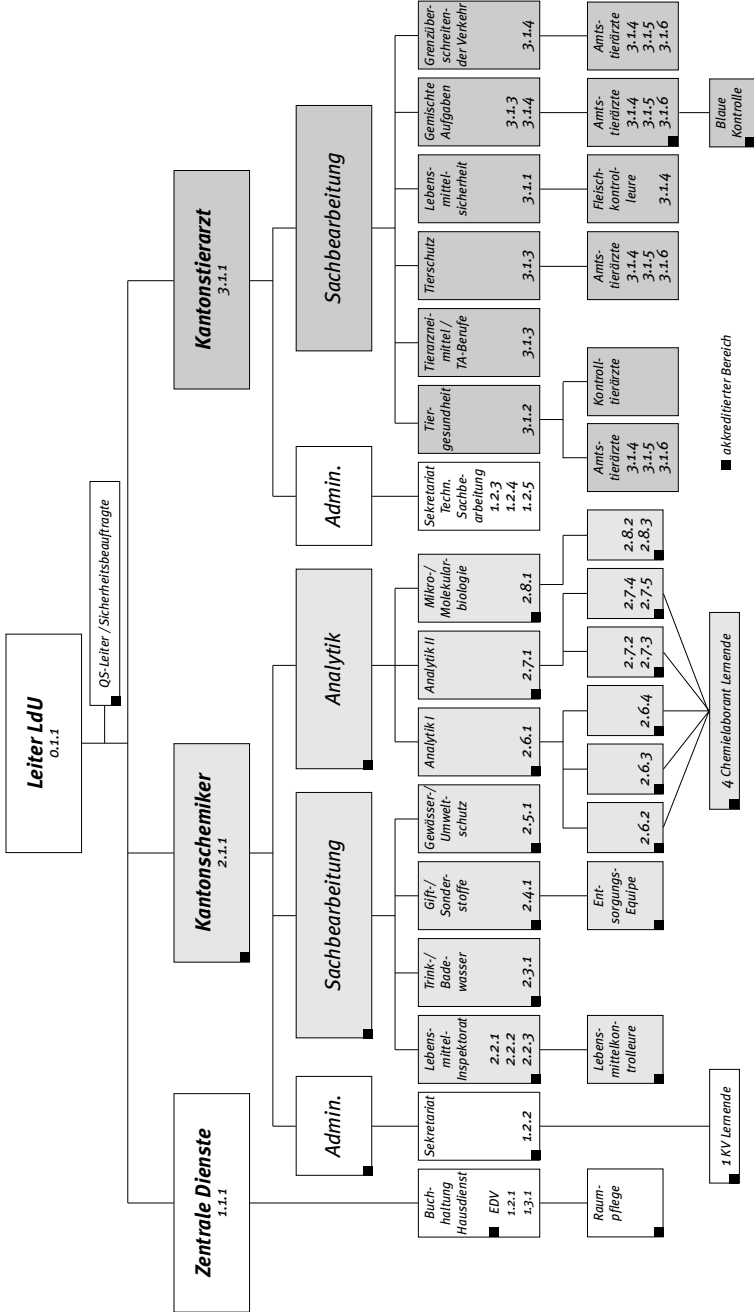 Leiter LdU
0.1.1
QS-Leiter / Sicherheitsbeauftragte
Zentrale Dienste
1.1.1
Kantonschemiker
2.1.1
Kantonstierarzt
3.1.1
Admin.
Sachbearbeitung
Analytik
Admin.
Sachbearbeitung
Buch-
haltung
Hausdienst
EDV
1.2.1
1.3.1
Sekretariat
1.2.2
Lebens-
mittel-
Inspektorat
2.2.1
2.2.2
2.2.3
Trink-/
Bade-
wasser
2.3.1
Gift-/
Sonder-
stoffe
2.4.1
Gewässer-/
Umwelt-
schutz
2.5.1
Analytik I
2.6.1
Analytik II
2.7.1
Mikro-/
Molekular-
biologie
2.8.1
Sekretariat
Techn.
Sachbe-
arbeitung
1.2.3
1.2.4
1.2.5
Tier-
gesundheit
3.1.2
Tierarznei-
mittel /
TA-Berufe
3.1.3
Tierschutz
3.1.3
Lebens-
mittel-
sicherheit
3.1.1
Gemischte
Aufgaben
3.1.3
3.1.4
Grenzüber-
schreiten-
der Verkehr
3.1.4
Raum-
pflege
Lebens-
mittelkon-
trolleure
Ent-
sorgungs-
Equipe
2.6.2
2.6.3
2.6.4
2.7.2
2.7.3
2.7.4
2.7.5
2.8.2
2.8.3
Amts-
tierärzte
3.1.4
3.1.5
3.1.6
Kontroll-
tierärzte
Amts-
tierärzte
3.1.4
3.1.5
3.1.6
Fleisch-
kontrol-
leure
3.1.4
Amts-
tierärzte
3.1.4
3.1.5
3.1.6
Amts-
tierärzte
3.1.4
3.1.5
3.1.6
1 KV Lernende
4 Chemielaborant Lernende
Blaue
Kontrolle
akkreditierter Bereich